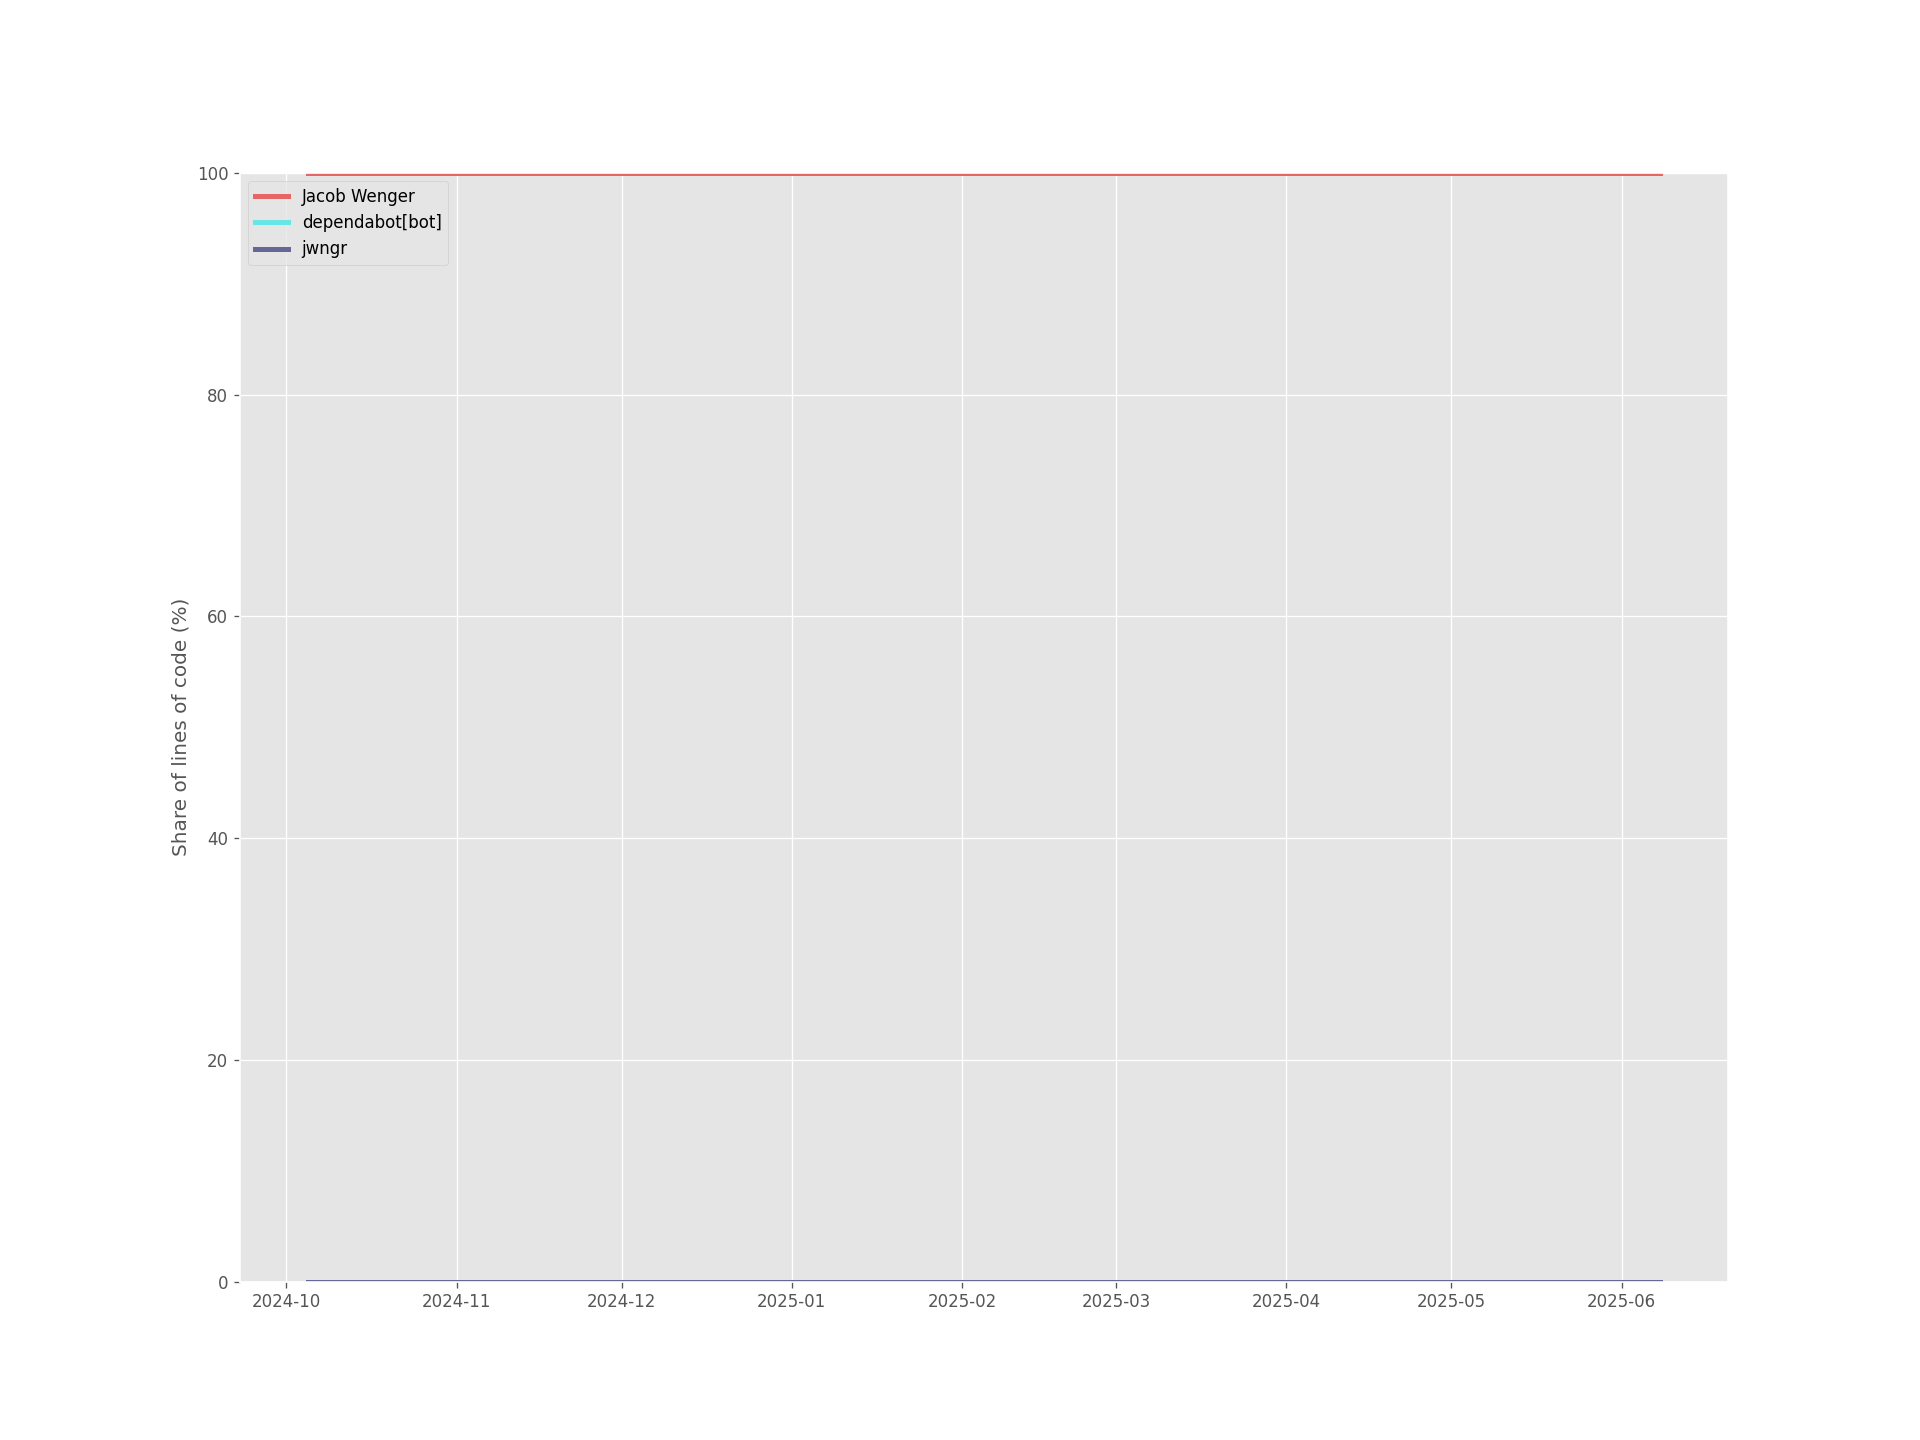 100
Jacob Wenger
dependabot[bot]
jwngr
80
60
Share of lines of code (%)
40
20
0
2024-10 2024-11 2024-12 2025-01 2025-02 2025-03 2025-04 2025-05 2025-06